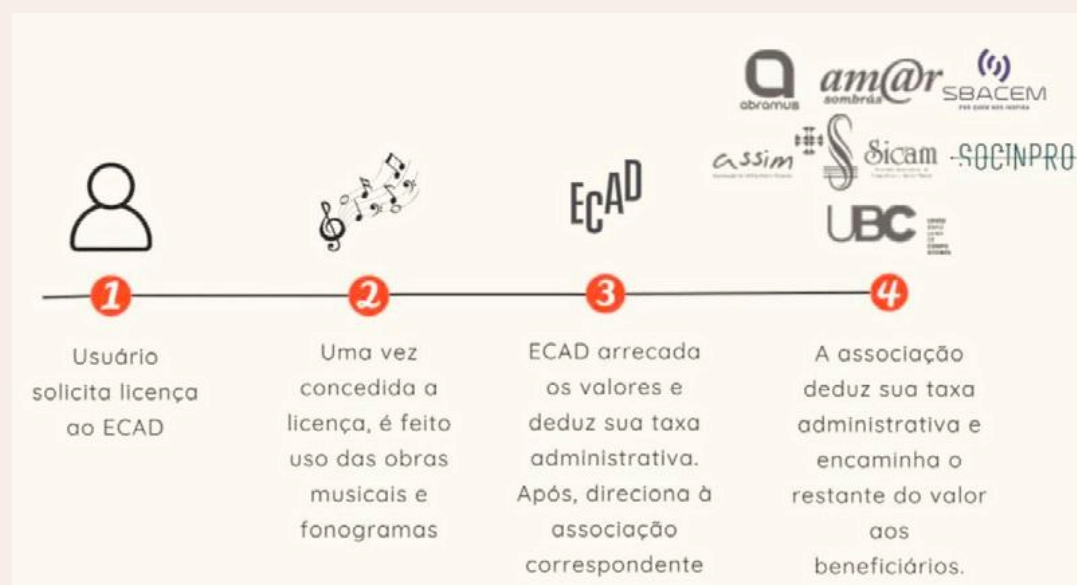 abramus
am@r
sombrás
SBACEM
assim
Sicam
SOCINPRO
UBC
ECAD
1
2
3
4
Usuário
solicita licença
ao ECAD
Uma vez
concedida a
licença, é feito
uso das obras
musicais e
fonogramas
ECAD arrecada
os valores e
deduz sua taxa
administrativa.
Após, direciona à
associação
correspondente
A associação
deduz sua taxa
administrativa e
encaminha o
restante do valor
aos
beneficiários.